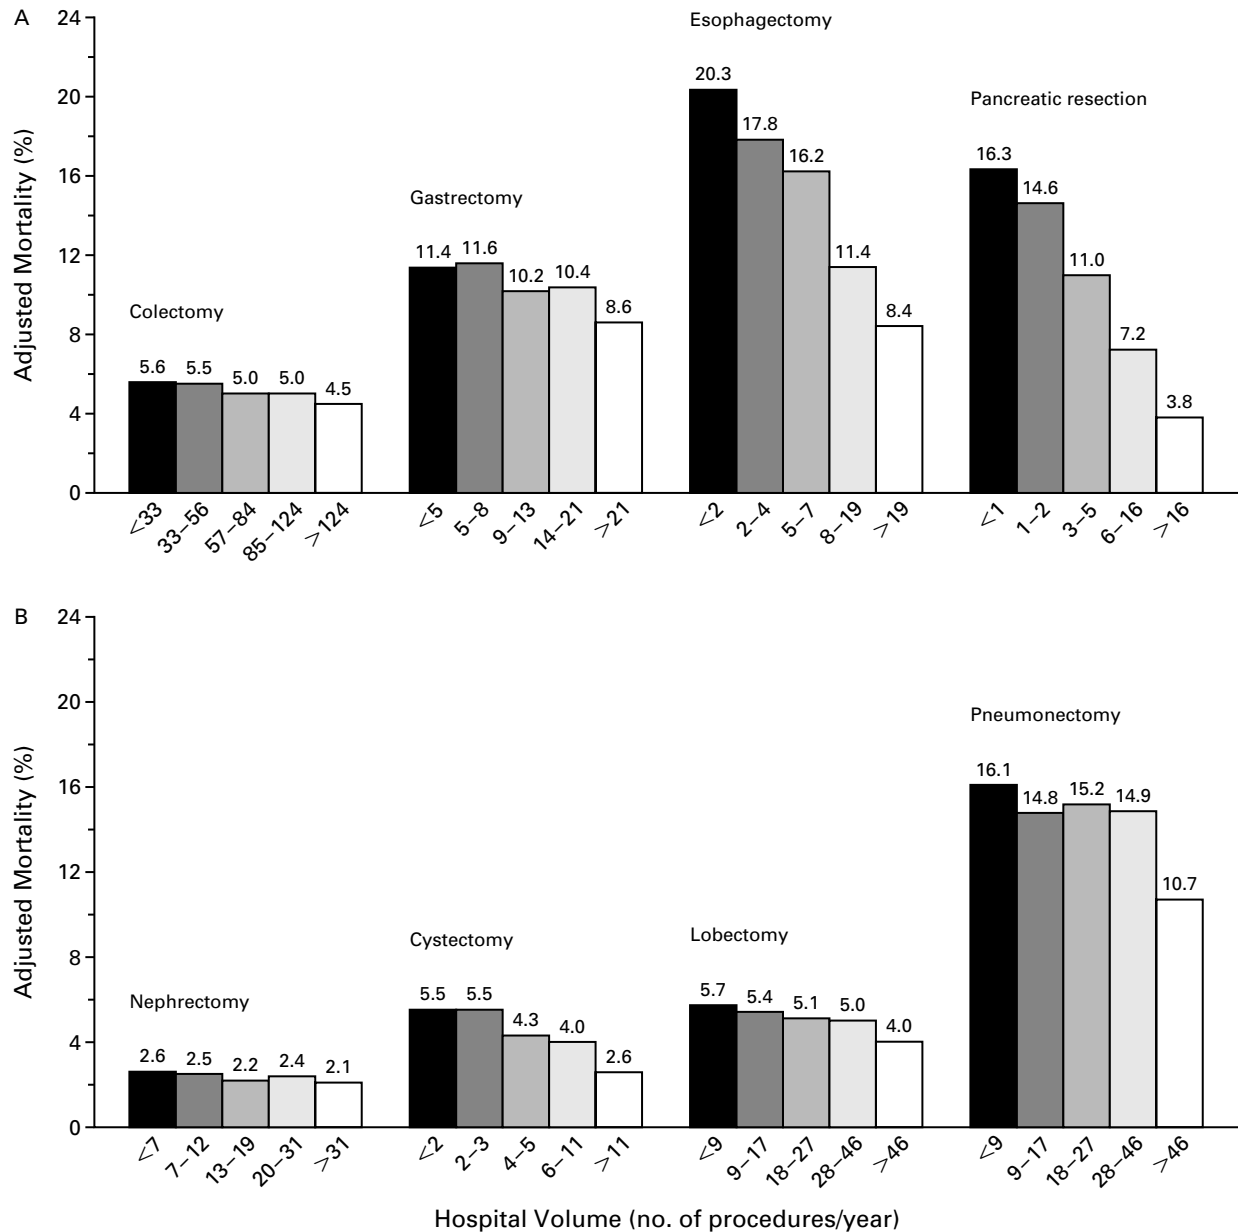 A
Adjusted Mortality (%)
24
20
16
12
8
4
0
Colectomy
5.6 5.5 5.0 5.0 4.5
<33 33–56 57–84 85–124 >124
Gastrectomy
11.4 11.6 10.2 10.4 8.6
<5 5–8 9–13 14–21 >21
Esophagectomy
20.3 17.8 16.2 11.4 8.4
<2 2–4 5–7 8–19 >19
Pancreatic resection
16.3 14.6 11.0 7.2 3.8
<1 1–2 3–5 6–16 >16
B
Adjusted Mortality (%)
24
20
16
12
8
4
0
Nephrectomy
2.6 2.5 2.2 2.4 2.1
<7 7–12 13–19 20–31 >31
Cystectomy
5.5 5.5 4.3 4.0 2.6
<2 2–3 4–5 6–11 >11
Lobectomy
5.7 5.4 5.1 5.0 4.0
<9 9–17 18–27 28–46 >46
Pneumonectomy
16.1 14.8 15.2 14.9 10.7
<9 9–17 18–27 28–46 >46
Hospital Volume (no. of procedures/year)